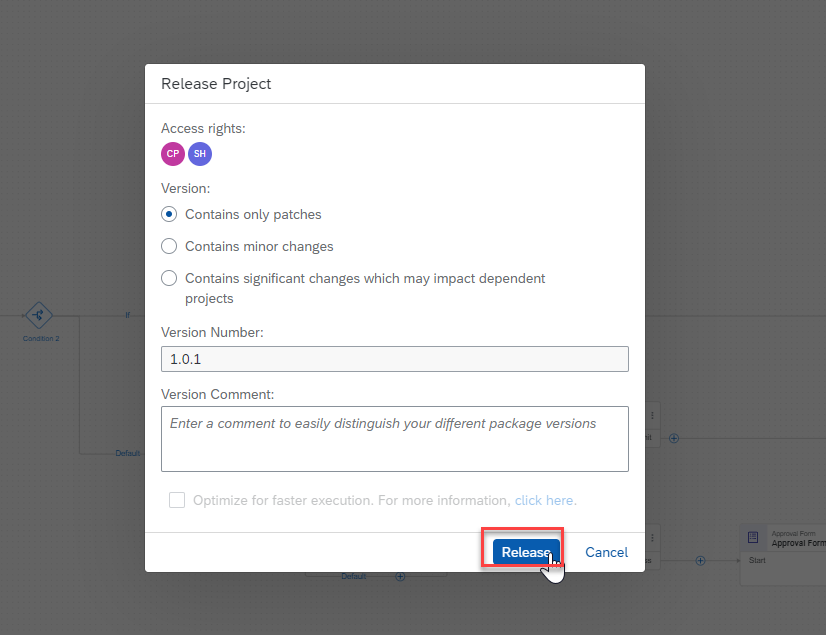 Release Project
Access rights:
CP SH
Version:
Contains only patches
Contains minor changes
Contains significant changes which may impact dependent
projects
If
Condition 2
Version Number:
1.0.1
Version Comment:
Enter a comment to easily distinguish your different package versions
Default
Optimize for faster execution. For more information, click here.
Approval Form
Approval Form
Release Cancel
Start
Default